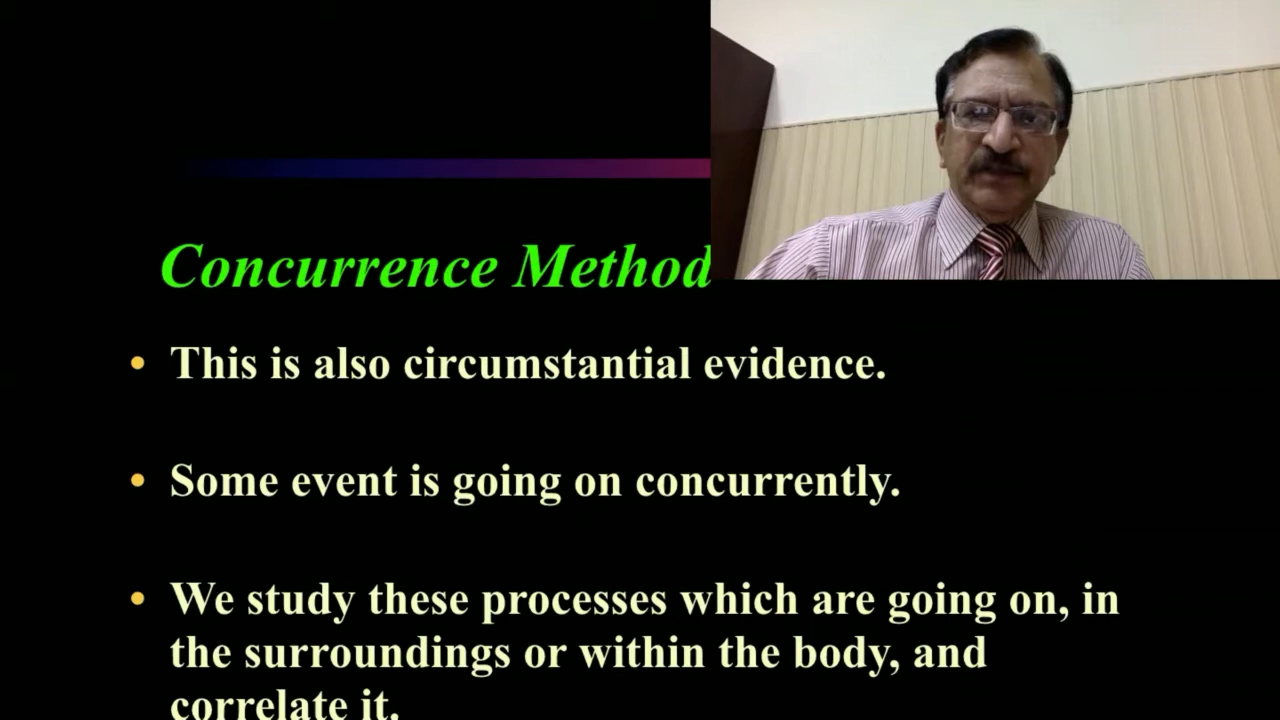 Concurrence Method
• This is also circumstantial evidence.
• Some event is going on concurrently.
• We study these processes which are going on, in
the surroundings or within the body, and
correlate it.